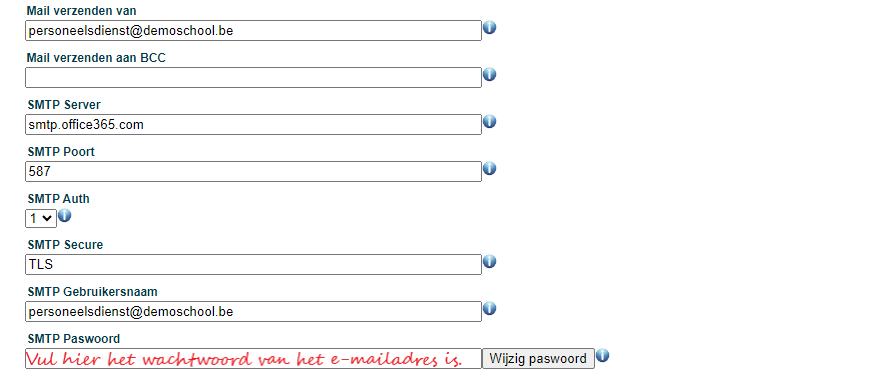 Mail verzenden van
personeelsdienst@demoschool.be
Mail verzenden aan BCC
SMTP Server
smtp.office365.com
SMTP Poort
587
SMTP Auth
1
SMTP Secure
TLS
SMTP Gebruikersnaam
personeelsdienst@demoschool.be
SMTP Paswoord
Vul hier het wachtwoord van het e-mailadres is. Wijzig paswoord